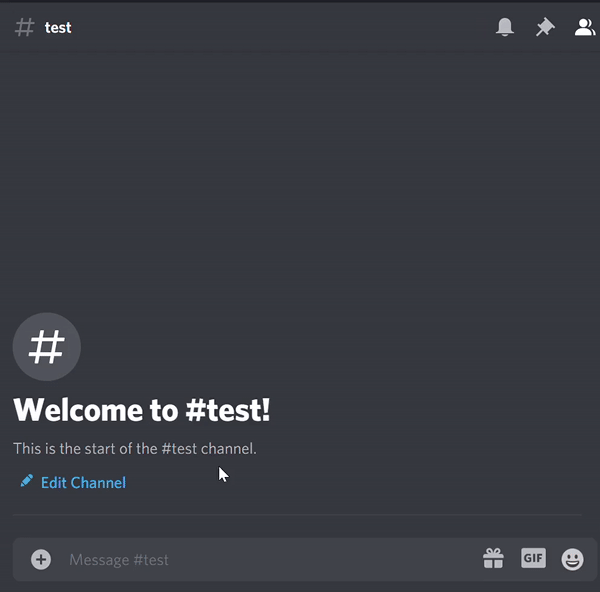 # test
#
Welcome to #test!
This is the start of the #test channel.
Edit Channel
Message #test
GIF